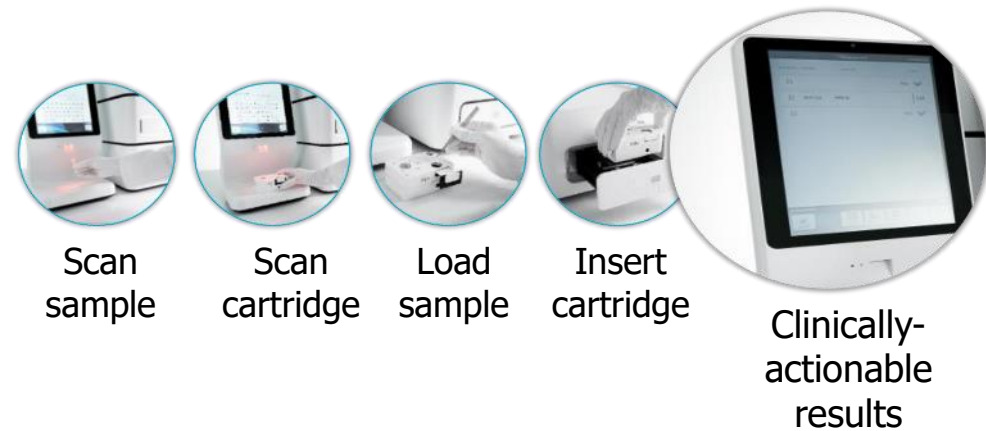 Scan
sample
Scan
cartridge
Load
sample
Insert
cartridge
Clinically-
actionable
results